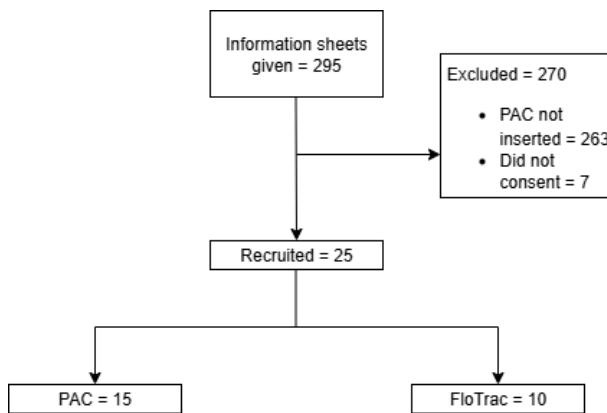 Information sheets
given = 295
Excluded = 270
• PAC not
inserted = 263
• Did not
consent = 7
Recruited = 25
PAC = 15
FloTrac = 10